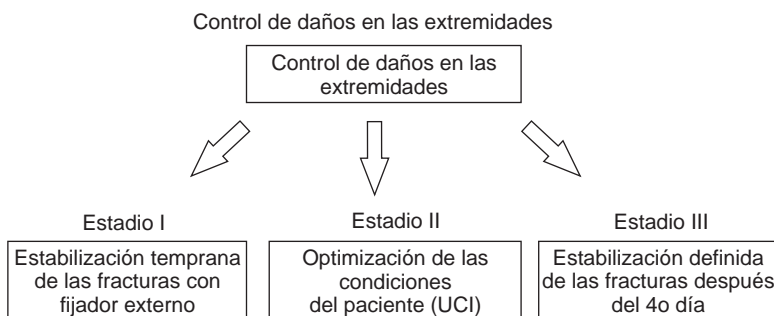 Control de daños en las extremidades
Control de daños en las
extremidades
Estadio I
Estabilización temprana
de las fracturas con
fijador externo
Estadio II
Optimización de las
condiciones
del paciente (UCI)
Estadio III
Estabilización definida
de las fracturas después
del 4o día